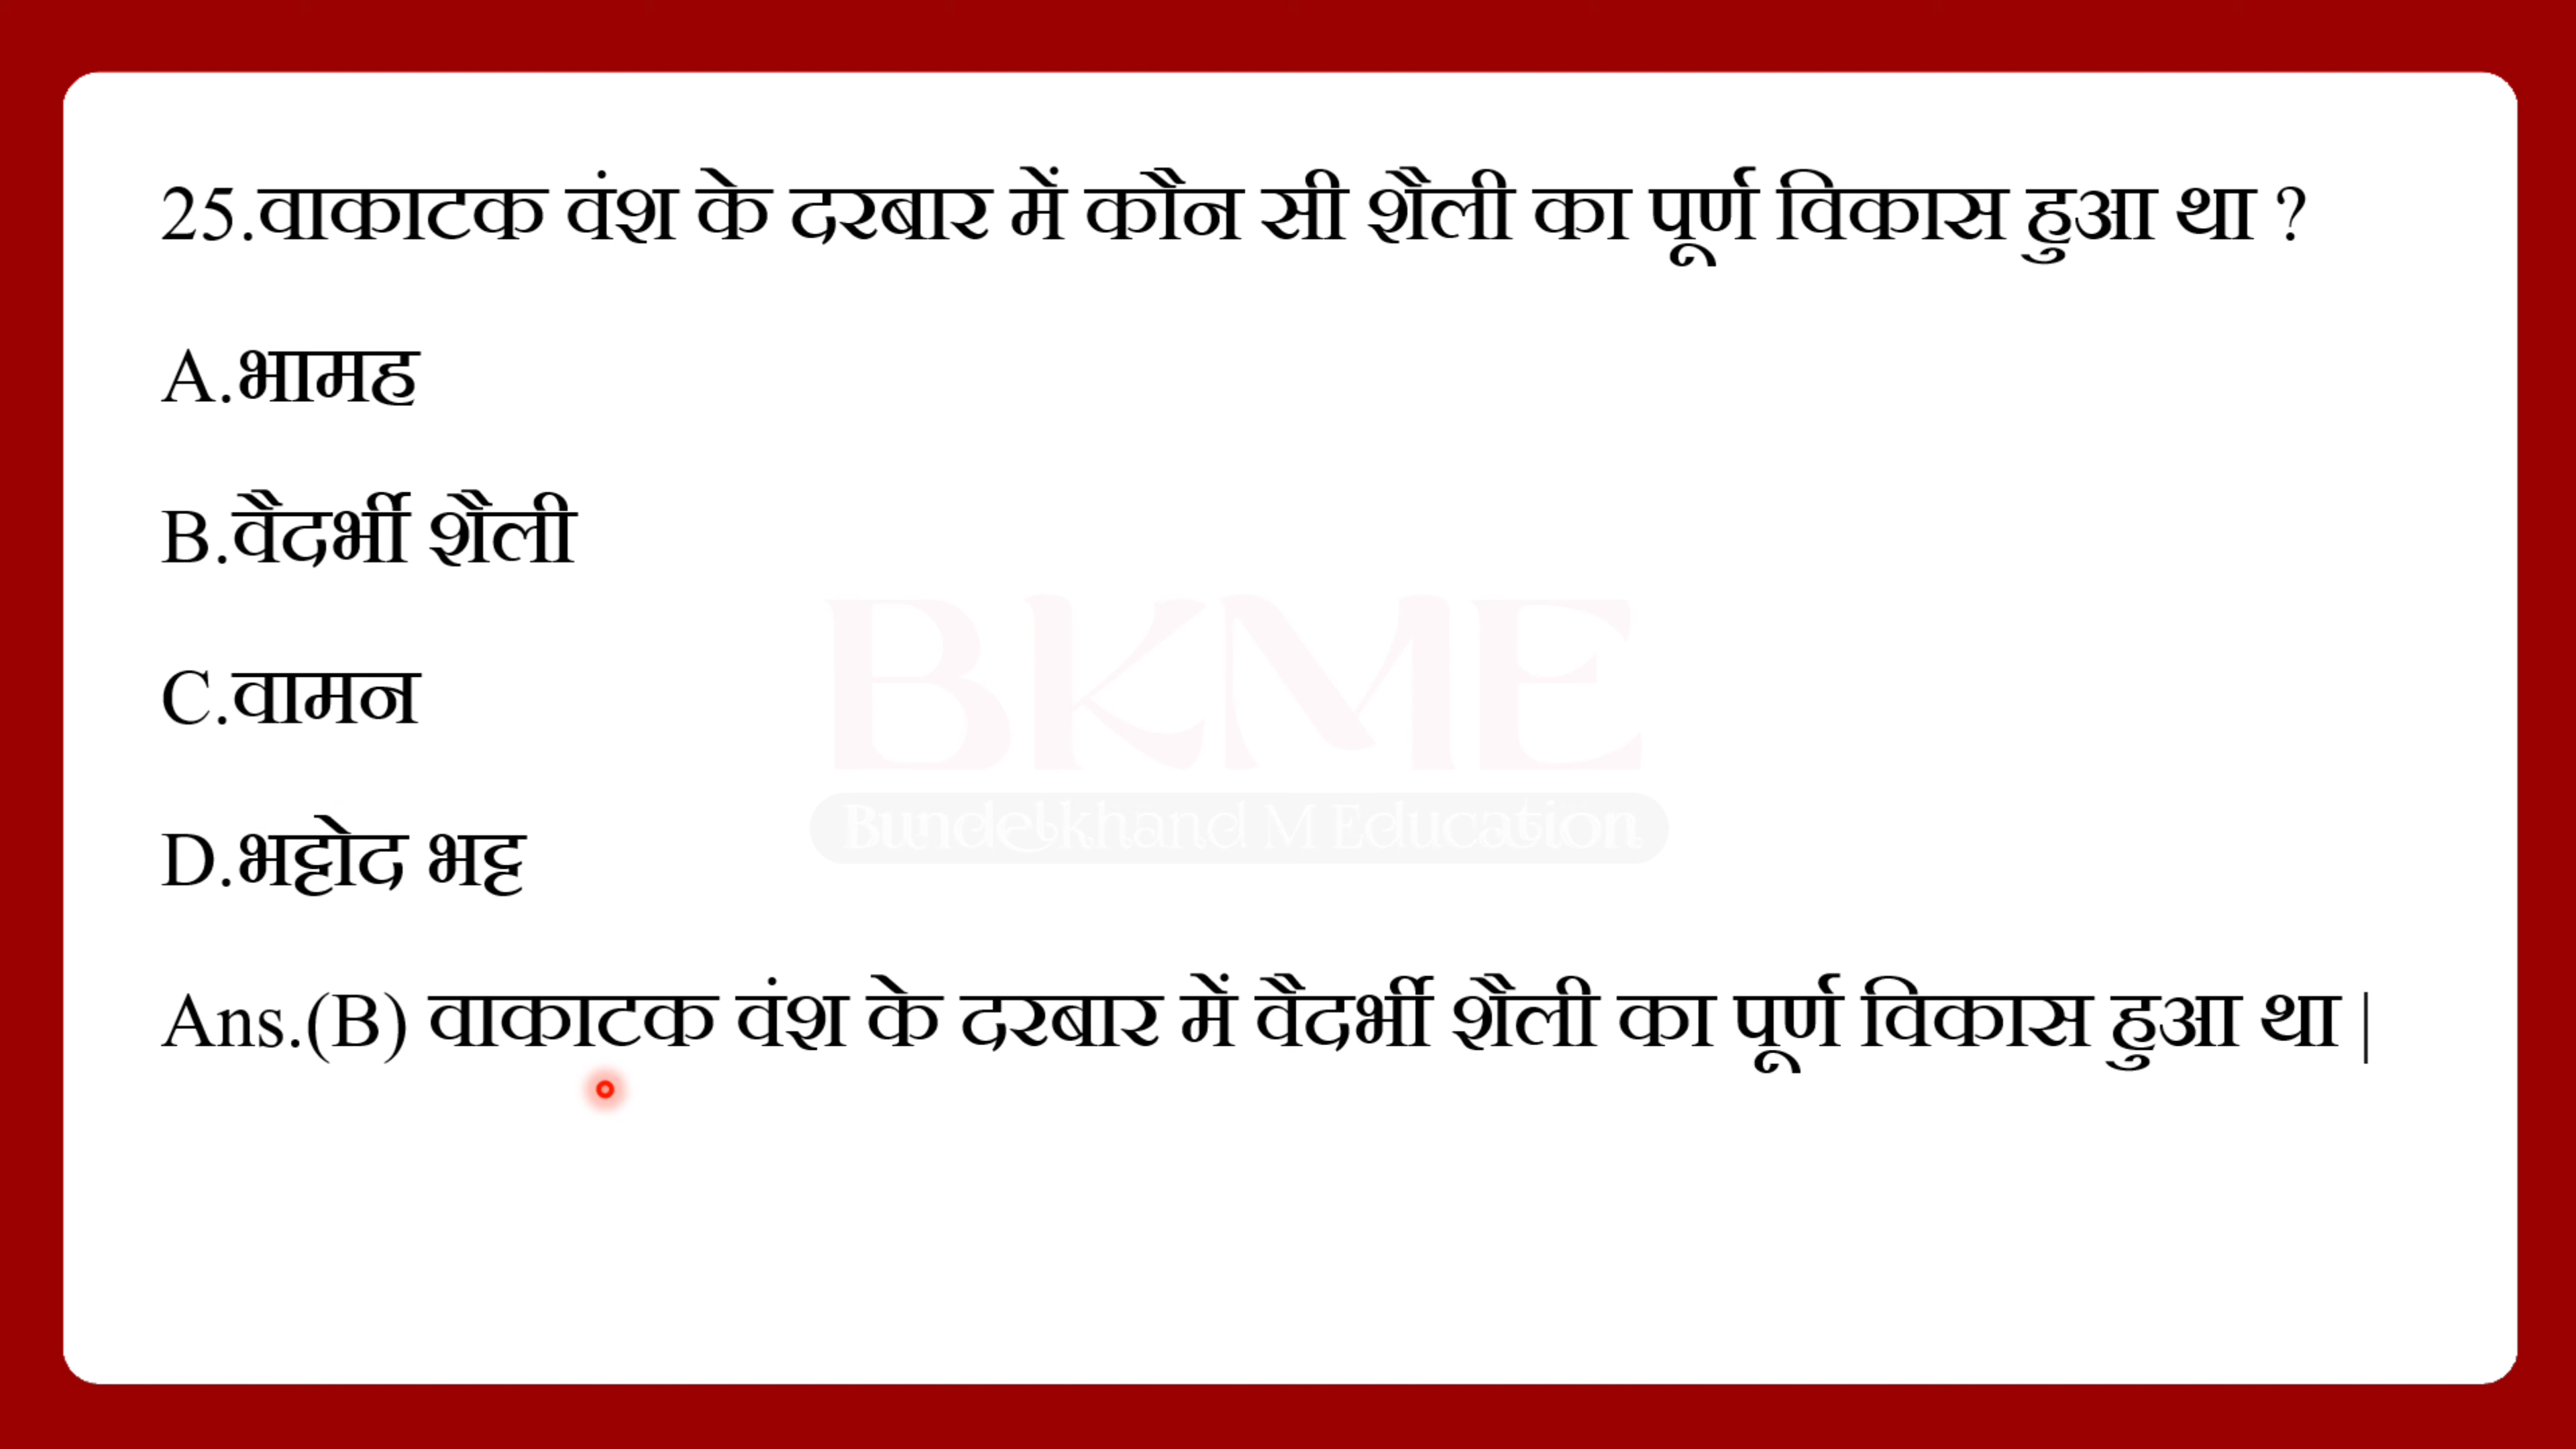 25.वाकाटक वंश के दरबार में कौन सी शैली का पूर्ण विकास हुआ था ?
A.भामह
B.वैदर्भी शैली
C.वामन
D.भट्टोद भट्ट
Ans.(B) वाकाटक वंश के दरबार में वैदर्भी शैली का पूर्ण विकास हुआ था |
BKME
Bundelkhand M Education